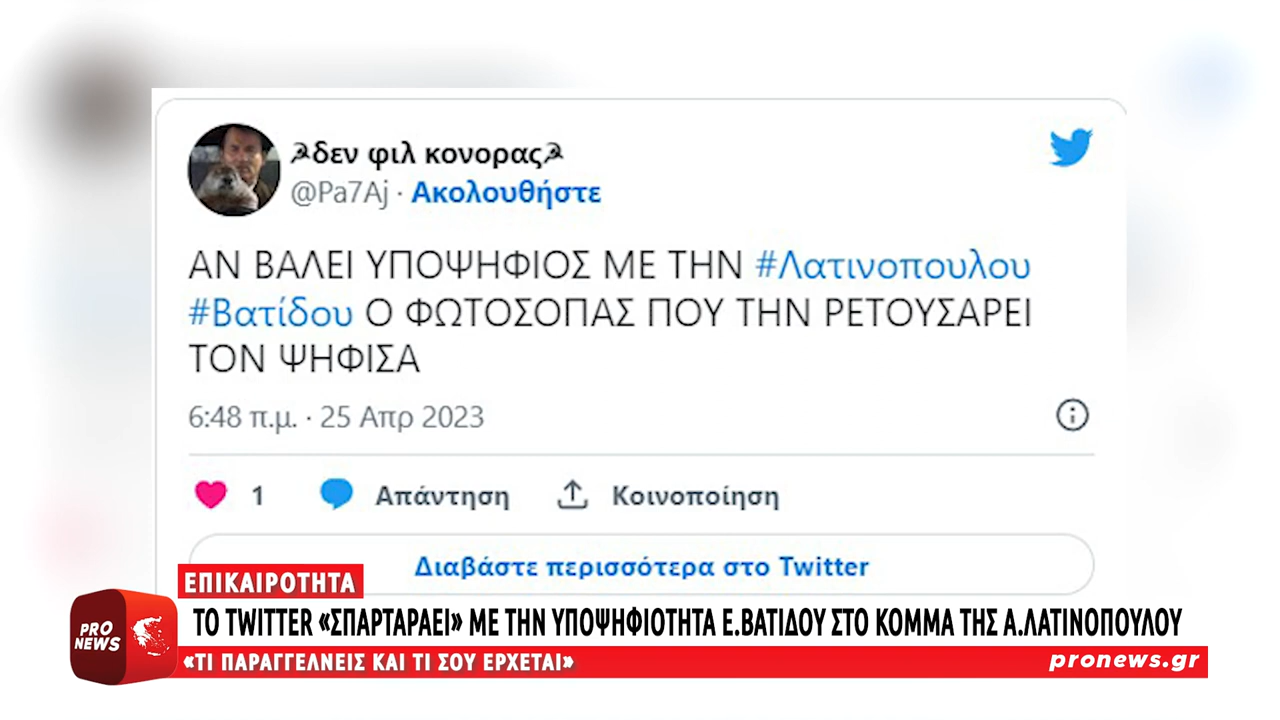 ☭δεν φιλ κονορας☭
@Pa7Aj · Ακολουθήστε
ΑΝ ΒΑΛΕΙ ΥΠΟΨΗΦΙΟΣ ΜΕ ΤΗΝ #Λατινοπουλου
#Βατίδου Ο ΦΩΤΟΣΟΠΑΣ ΠΟΥ ΤΗΝ ΡΕΤΟΥΣΑΡΕΙ
ΤΟΝ ΨΗΦΙΣΑ
6:48 π.μ. · 25 Απρ 2023
1 Απάντηση Κοινοποίηση
Διαβάστε περισσότερα στο Twitter
ΕΠΙΚΑΙΡΟΤΗΤΑ
PRO NEWS
ΤΟ TWITTER «ΣΠΑΡΤΑΡΑΕΙ» ΜΕ ΤΗΝ ΥΠΟΨΗΦΙΟΤΗΤΑ Ε.ΒΑΤΙΔΟΥ ΣΤΟ ΚΟΜΜΑ ΤΗΣ Α.ΛΑΤΙΝΟΠΟΥΛΟΥ
«ΤΙ ΠΑΡΑΓΓΕΛΝΕΙΣ ΚΑΙ ΤΙ ΣΟΥ ΕΡΧΕΤΑΙ»
pronews.gr